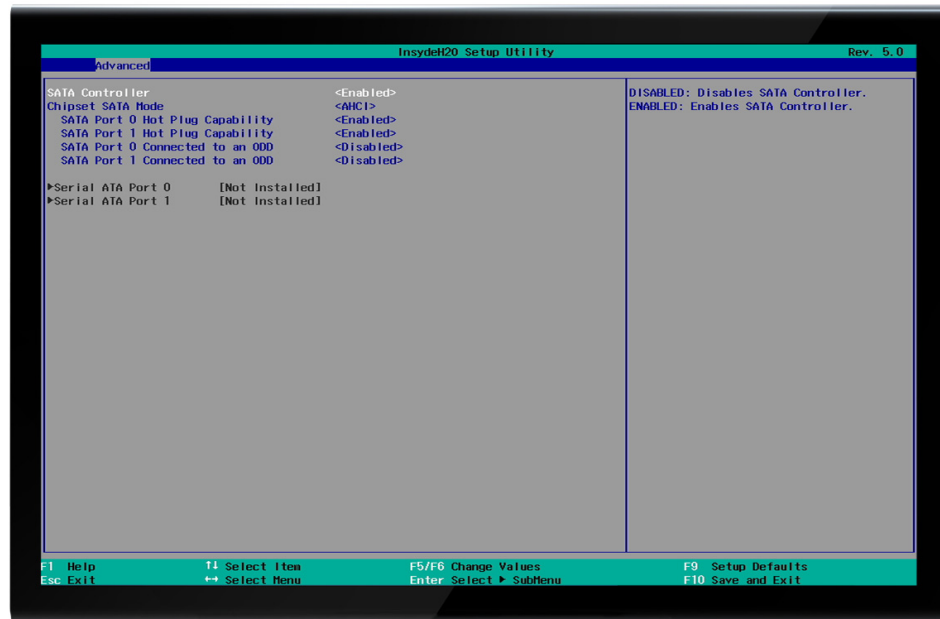 InsydeH20 Setup Utility Rev. 5.0
Advanced
SATA Controller <Enabled>
Chipset SATA Mode <AHCI>
SATA Port 0 Hot Plug Capability <Enabled>
SATA Port 1 Hot Plug Capability <Enabled>
SATA Port 0 Connected to an ODD <Disabled>
SATA Port 1 Connected to an ODD <Disabled>
▶Serial ATA Port 0 [Not Installed]
▶Serial ATA Port 1 [Not Installed]
DISABLED: Disables SATA Controller.
ENABLED: Enables SATA Controller.
F1 Help ↑↓ Select Item F5/F6 Change Values F9 Setup Defaults
Esc Exit ↔ Select Menu Enter Select ▶ SubMenu F10 Save and Exit